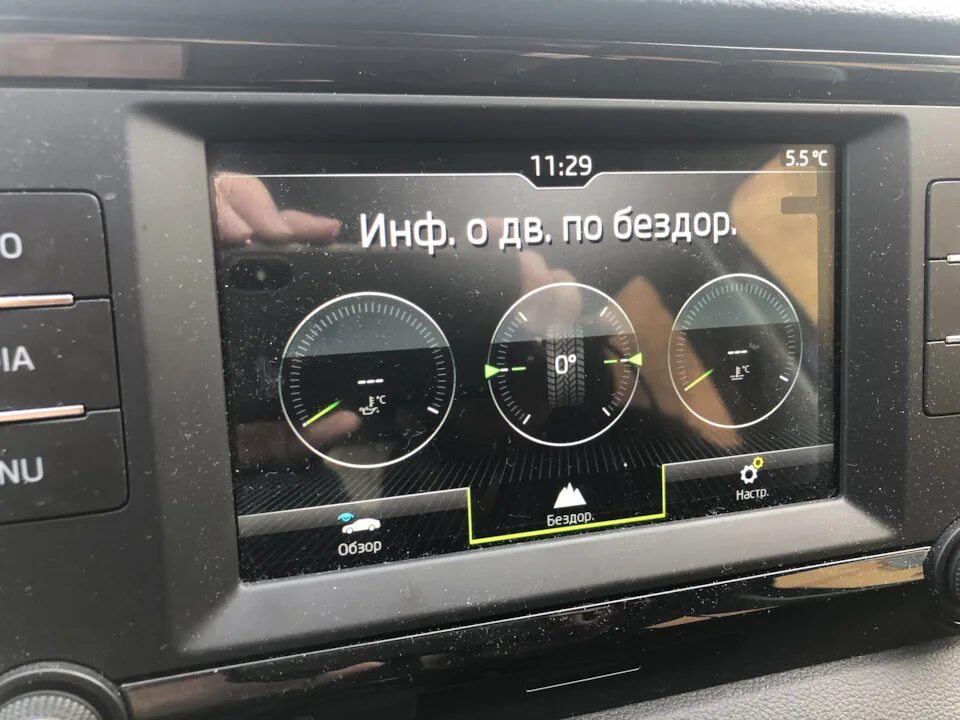 11:29
5.5 °C
Инф. о дв. по бездор.
---
°C
0°
---
°C
Обзор
Бездор.
Настр.
O
IA
NU